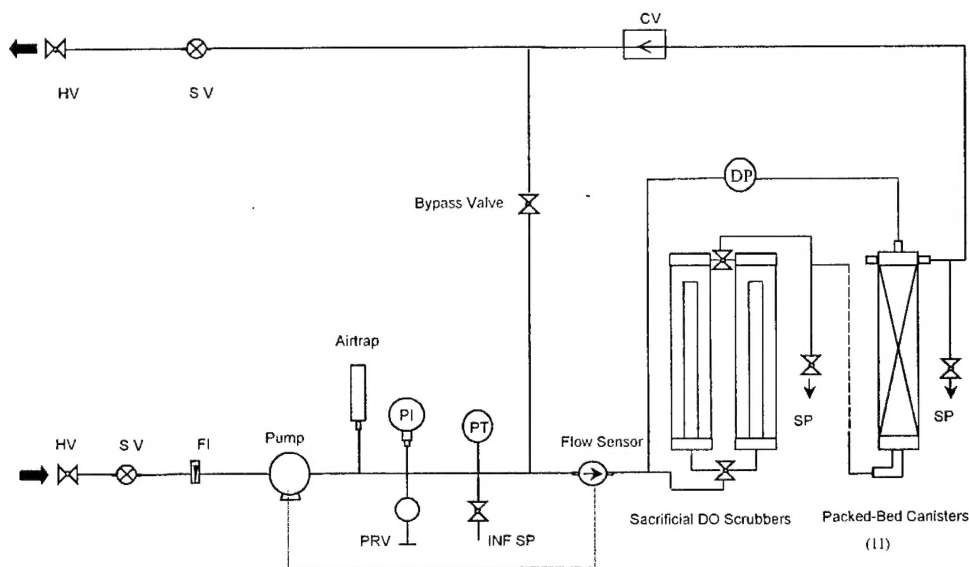 CV
HV
S V
DP
Bypass Valve
Airtrap
PI
PT
SP
SP
HV
S V
FI
Pump
Flow Sensor
PRV
INF SP
Sacrificial DO Scrubbers
Packed-Bed Canisters
(11)